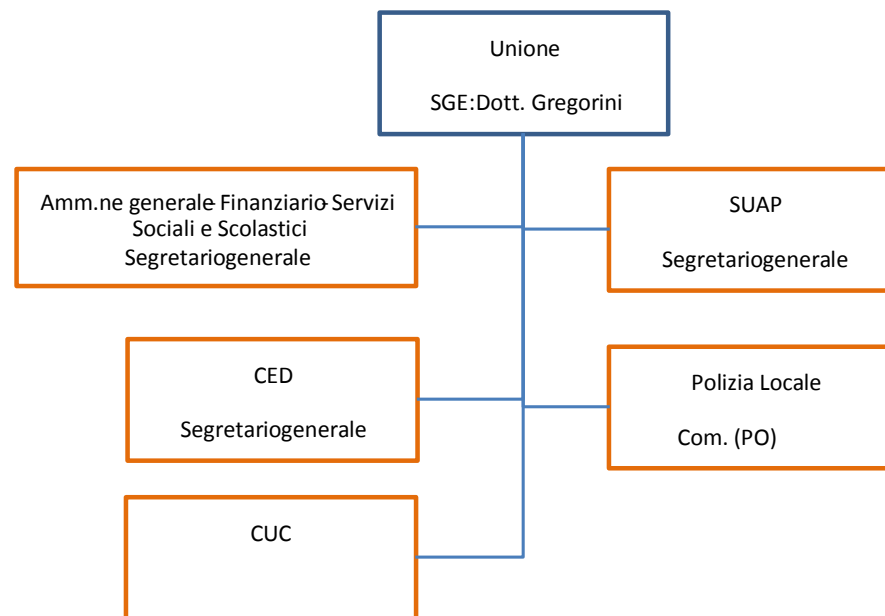 Unione
SGE:Dott. Gregorini
Amm.ne generale- Finanziario- Servizi
Sociali e Scolastici
Segretariogenerale
SUAP
Segretariogenerale
CED
Segretariogenerale
Polizia Locale
Com. (PO)
CUC